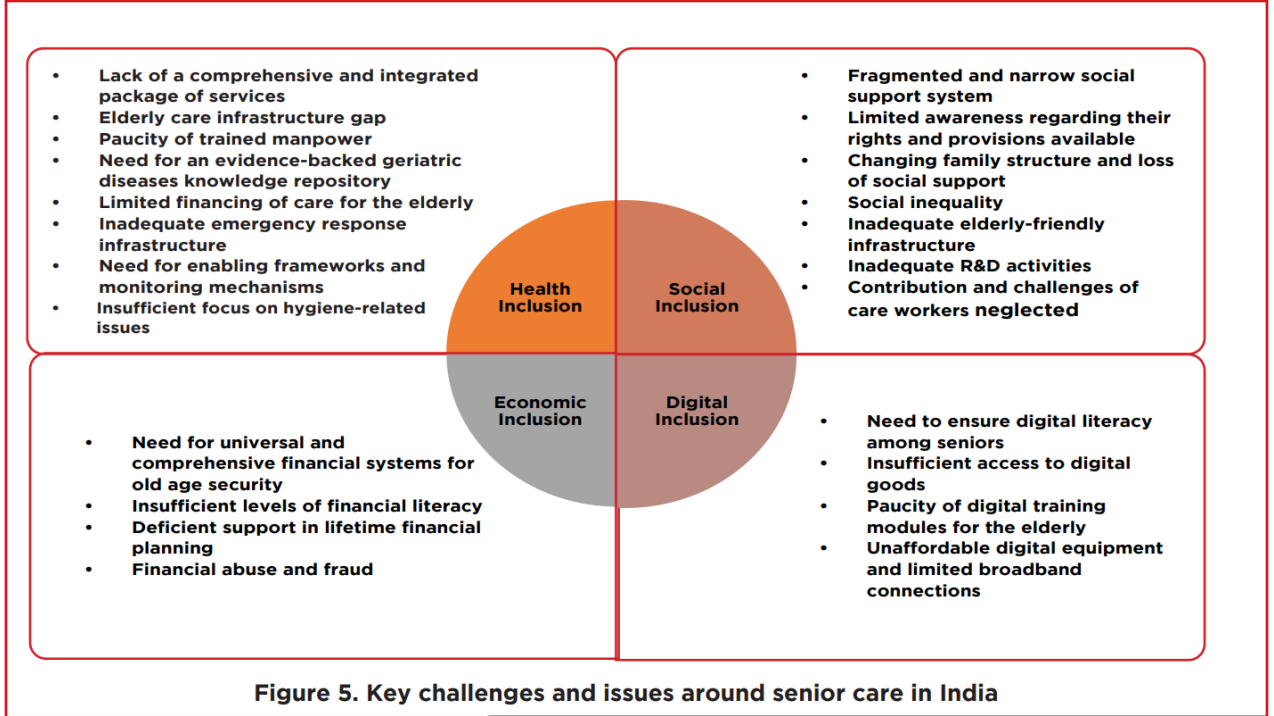 • Lack of a comprehensive and integrated
package of services
• Elderly care infrastructure gap
• Paucity of trained manpower
• Need for an evidence-backed geriatric
diseases knowledge repository
• Limited financing of care for the elderly
• Inadequate emergency response
infrastructure
• Need for enabling frameworks and
monitoring mechanisms
• Insufficient focus on hygiene-related
issues
• Fragmented and narrow social
support system
• Limited awareness regarding their
rights and provisions available
• Changing family structure and loss
of social support
• Social inequality
• Inadequate elderly-friendly
infrastructure
• Inadequate R&D activities
• Contribution and challenges of
care workers neglected
Health
Inclusion
Social
Inclusion
Economic
Inclusion
Digital
Inclusion
• Need for universal and
comprehensive financial systems for
old age security
• Insufficient levels of financial literacy
• Deficient support in lifetime financial
planning
• Financial abuse and fraud
• Need to ensure digital literacy
among seniors
• Insufficient access to digital
goods
• Paucity of digital training
modules for the elderly
• Unaffordable digital equipment
and limited broadband
connections
Figure 5. Key challenges and issues around senior care in India